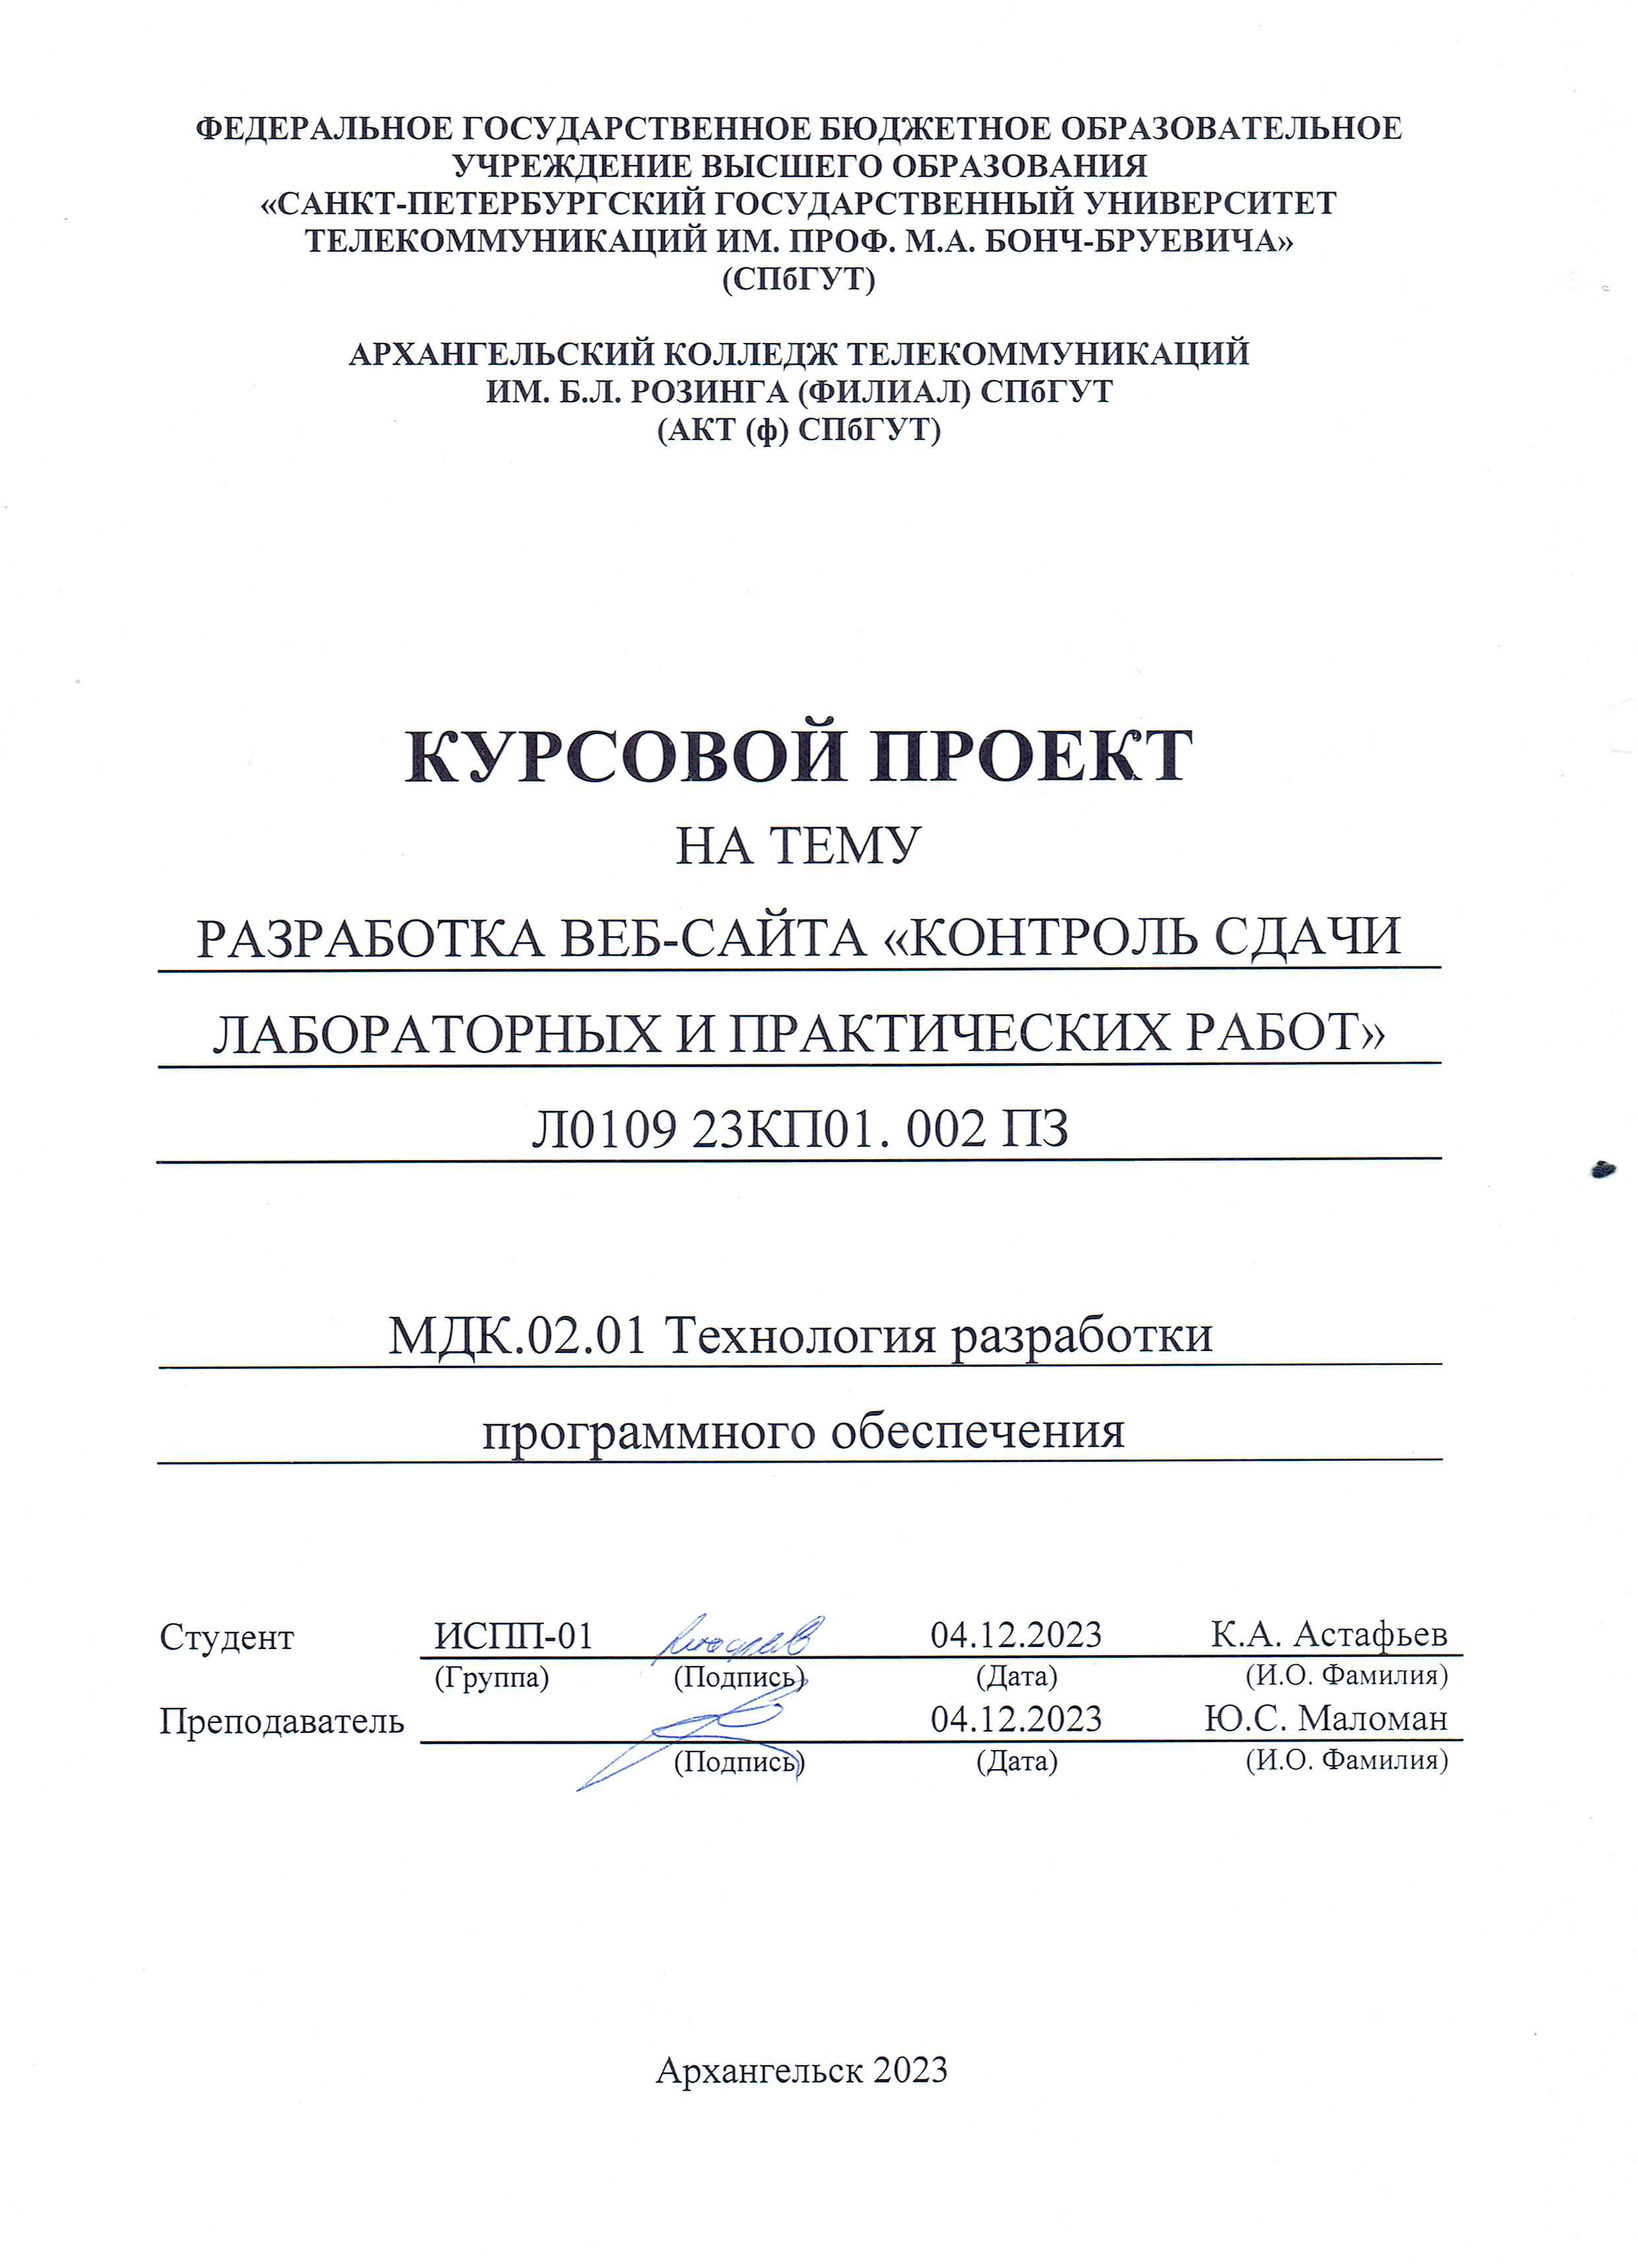 ФЕДЕРАЛЬНОЕ ГОСУДАРСТВЕННОЕ БЮДЖЕТНОЕ ОБРАЗОВАТЕЛЬНОЕ
УЧРЕЖДЕНИЕ ВЫСШЕГО ОБРАЗОВАНИЯ
«САНКТ-ПЕТЕРБУРГСКИЙ ГОСУДАРСТВЕННЫЙ УНИВЕРСИТЕТ
ТЕЛЕКОММУНИКАЦИЙ ИМ. ПРОФ. М.А. БОНЧ-БРУЕВИЧА»
(СПбГУТ)
АРХАНГЕЛЬСКИЙ КОЛЛЕДЖ ТЕЛЕКОММУНИКАЦИЙ
ИМ. Б.Л. РОЗИНГА (ФИЛИАЛ) СПбГУТ
(АКТ (ф) СПбГУТ)
КУРСОВОЙ ПРОЕКТ
НА ТЕМУ
РАЗРАБОТКА ВЕБ-САЙТА «КОНТРОЛЬ СДАЧИ
ЛАБОРАТОРНЫХ И ПРАКТИЧЕСКИХ РАБОТ»
Л0109 23КП01. 002 ПЗ
МДК.02.01 Технология разработки
программного обеспечения
Студент ИСПП-01 04.12.2023 К.А. Астафьев
(Группа) (Подпись) (Дата) (И.О. Фамилия)
Преподаватель 04.12.2023 Ю.С. Маломан
(Подпись) (Дата) (И.О. Фамилия)
Архангельск 2023